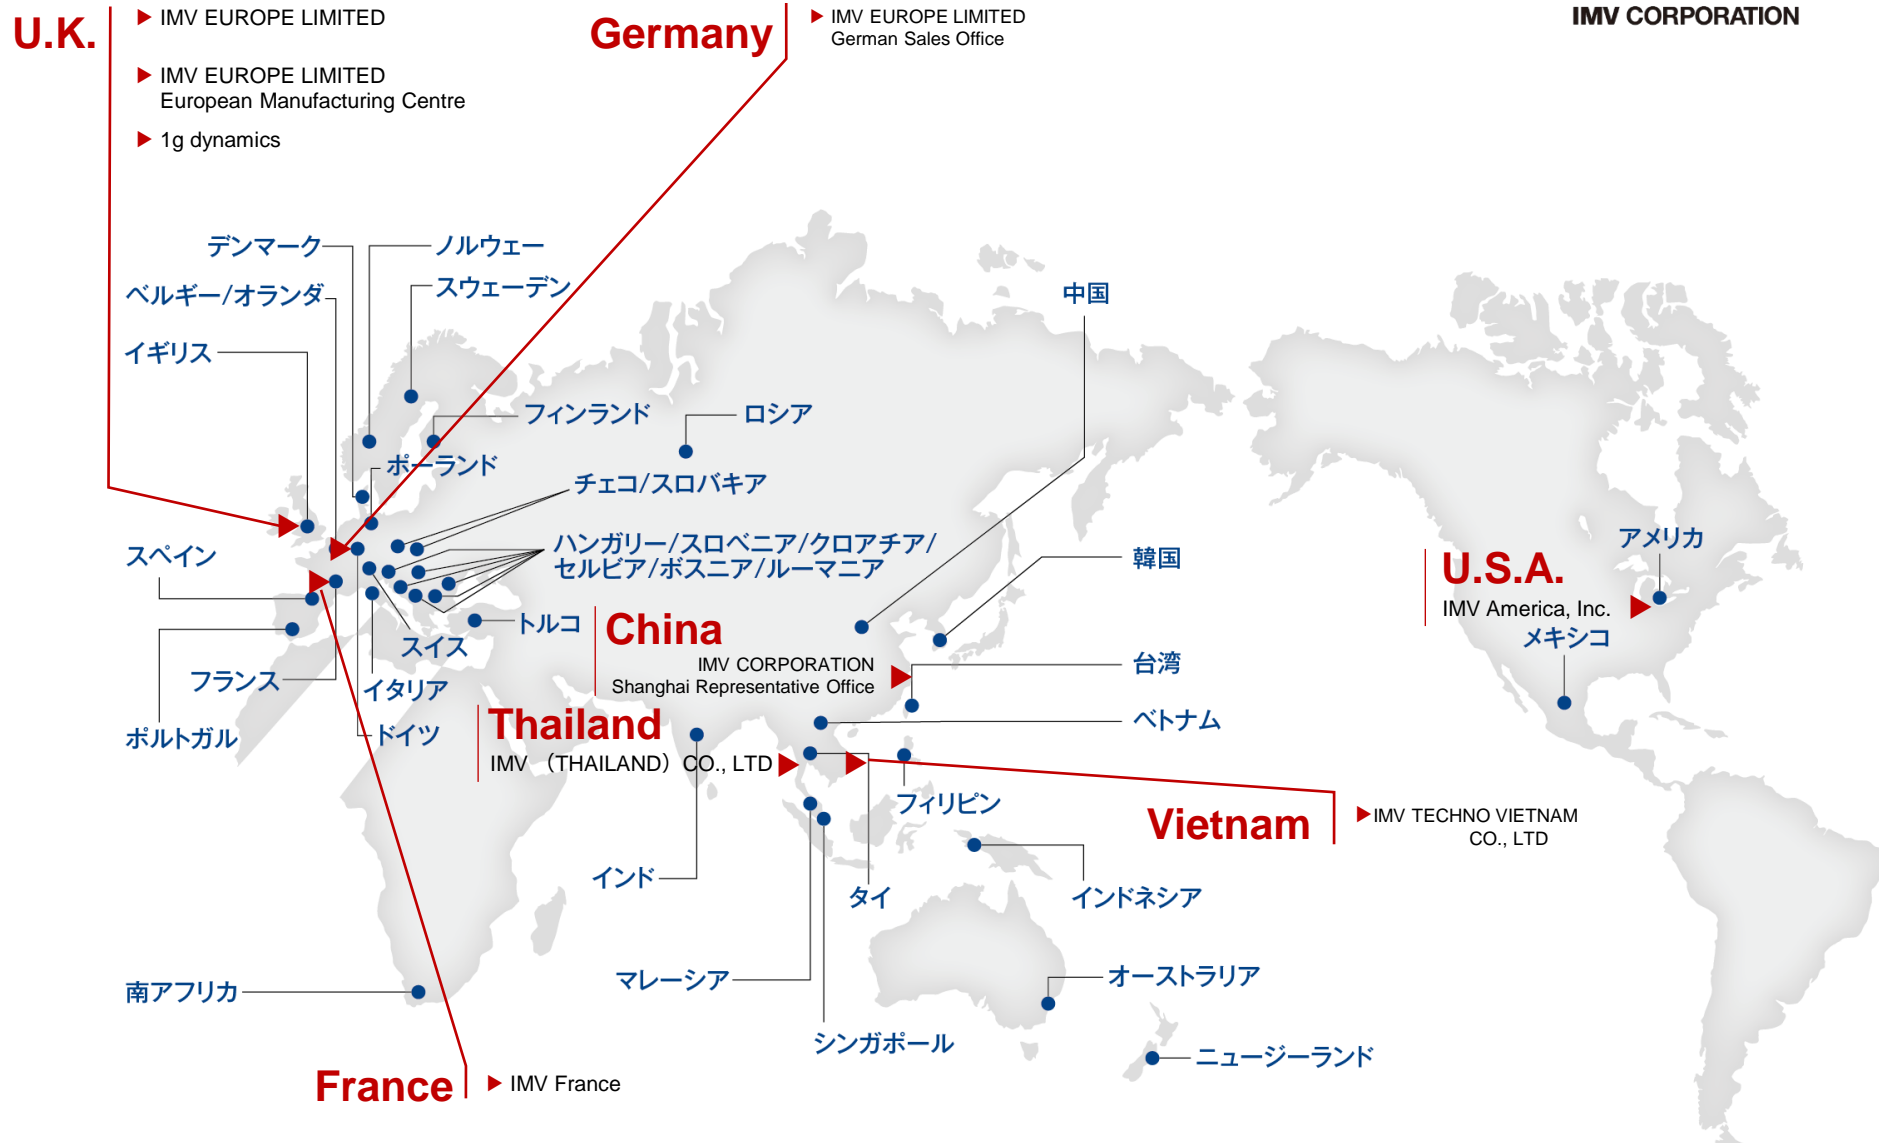 U.K.
IMV EUROPE LIMITED
IMV EUROPE LIMITED
European Manufacturing Centre
1g dynamics
Germany
IMV EUROPE LIMITED
German Sales Office
IMV CORPORATION
デンマーク
ノルウェー
ベルギー/オランダ
スウェーデン
中国
イギリス
フィンランド
ロシア
ポーランド
チェコ/スロバキア
スペイン
ハンガリー/スロベニア/クロアチア/
セルビア/ボスニア/ルーマニア
韓国
アメリカ
U.S.A.
IMV America, Inc.
メキシコ
トルコ
China
IMV CORPORATION
Shanghai Representative Office
スイス
台湾
フランス
イタリア
ポルトガル
ドイツ
Thailand
IMV （THAILAND）CO., LTD
ベトナム
フィリピン
Vietnam
IMV TECHNO VIETNAM
CO., LTD
インド
タイ
インドネシア
南アフリカ
マレーシア
オーストラリア
シンガポール
ニュージーランド
France
IMV France